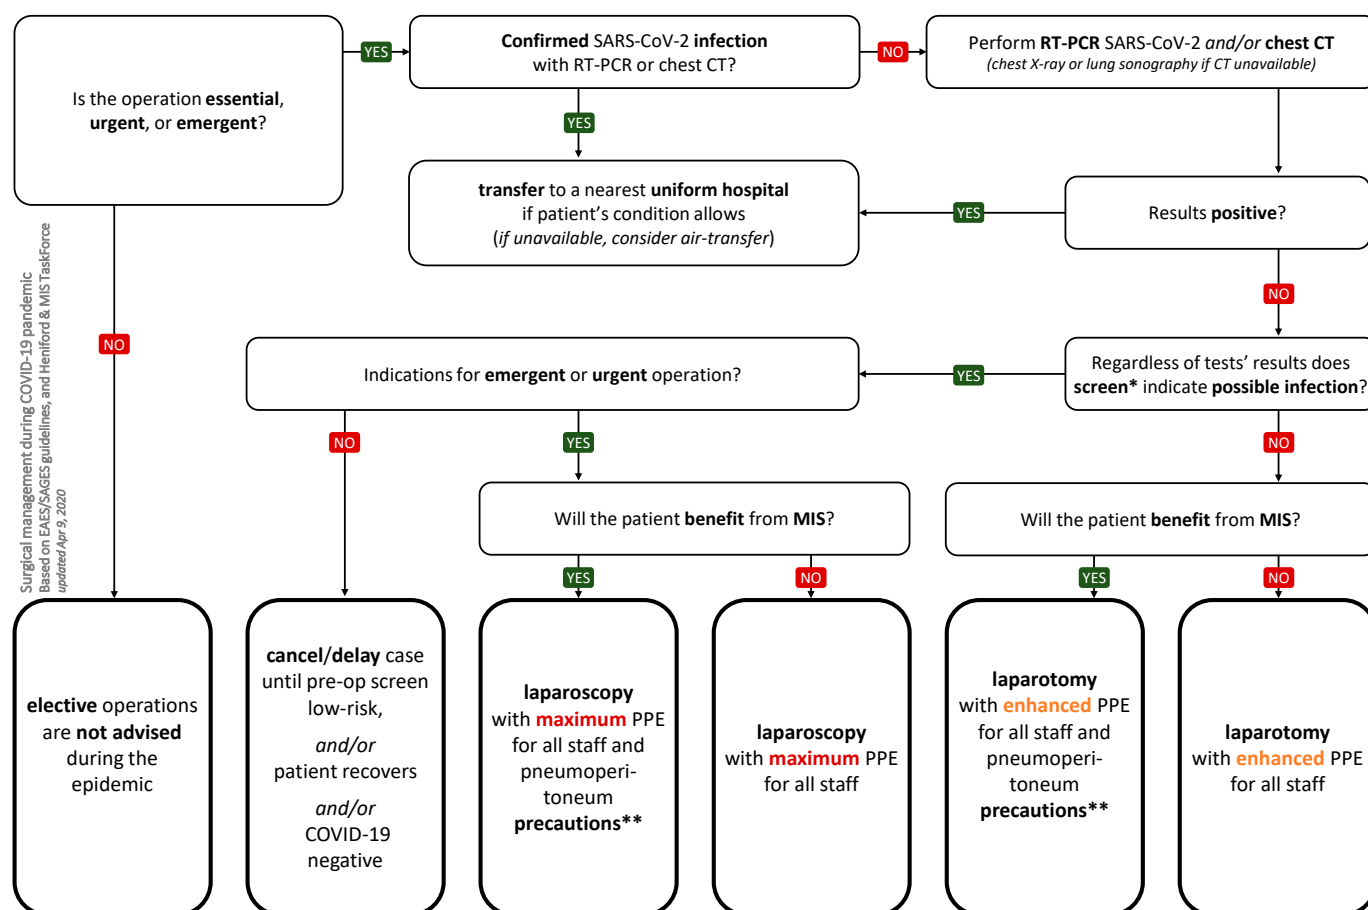 Is the operation essential,
urgent, or emergent?
YES
Confirmed SARS-CoV-2 infection
with RT-PCR or chest CT?
NO
Perform RT-PCR SARS-CoV-2 and/or chest CT
(chest X-ray or lung sonography if CT unavailable)
YES
transfer to a nearest uniform hospital
if patient's condition allows
(if unavailable, consider air-transfer)
YES
Results positive?
NO
NO
Surgical management during COVID-19 pandemic
Based on EAES/SAGES guidelines, and Heniford & MIS TaskForce
updated Apr 9, 2020
Indications for emergent or urgent operation?
YES
Regardless of tests' results does
screen* indicate possible infection?
NO
YES
NO
Will the patient benefit from MIS?
Will the patient benefit from MIS?
YES
NO
YES
NO
elective operations
are not advised
during the
epidemic
cancel/delay case
until pre-op screen
low-risk,
and/or
patient recovers
and/or
COVID-19
negative
laparoscopy
with maximum PPE
for all staff and
pneumoperi-
toneum
precautions**
laparoscopy
with maximum PPE
for all staff
laparotomy
with enhanced PPE
for all staff and
pneumoperi-
toneum
precautions**
laparotomy
with enhanced PPE
for all staff